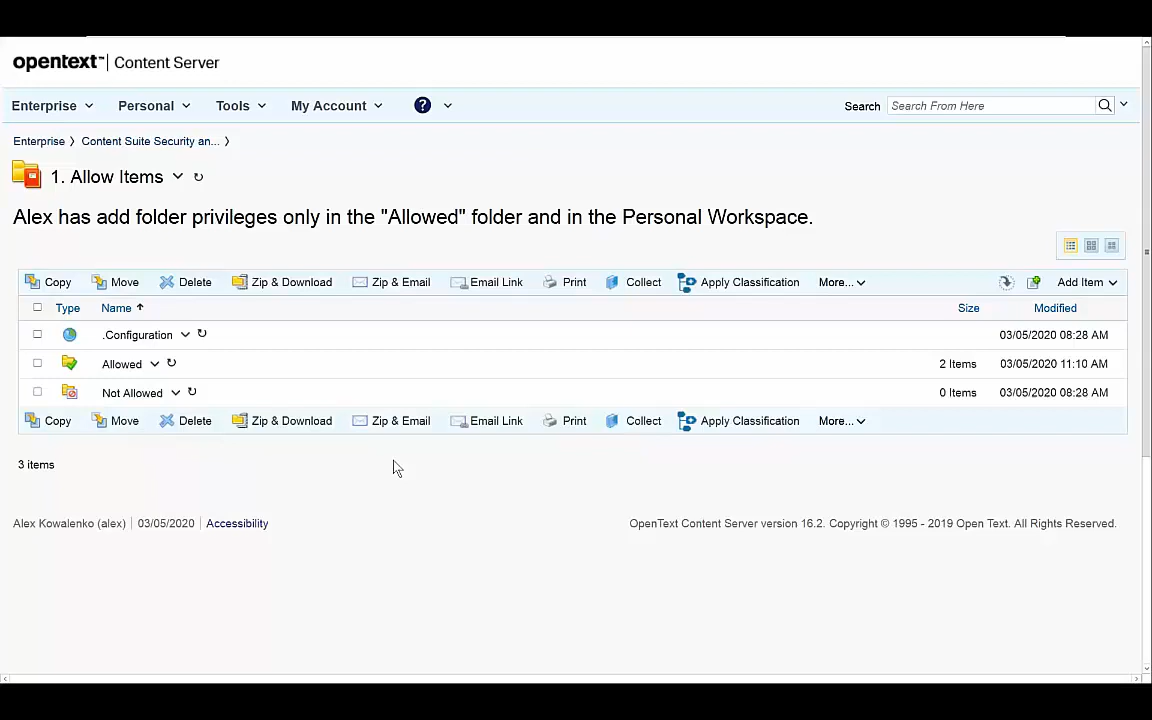 opentext™ | Content Server
Enterprise Personal Tools My Account ? Search Search From Here
Enterprise Content Suite Security an...
1. Allow Items
Alex has add folder privileges only in the "Allowed" folder and in the Personal Workspace.
Copy Move Delete Zip & Download Zip & Email Email Link Print Collect Apply Classification More... Add Item
Type Name Size Modified
.Configuration 03/05/2020 08:28 AM
Allowed 2 Items 03/05/2020 11:10 AM
Not Allowed 0 Items 03/05/2020 08:28 AM
Copy Move Delete Zip & Download Zip & Email Email Link Print Collect Apply Classification More...
3 items
Alex Kowalenko (alex) 03/05/2020 Accessibility OpenText Content Server version 16.2. Copyright © 1995 - 2019 Open Text. All Rights Reserved.